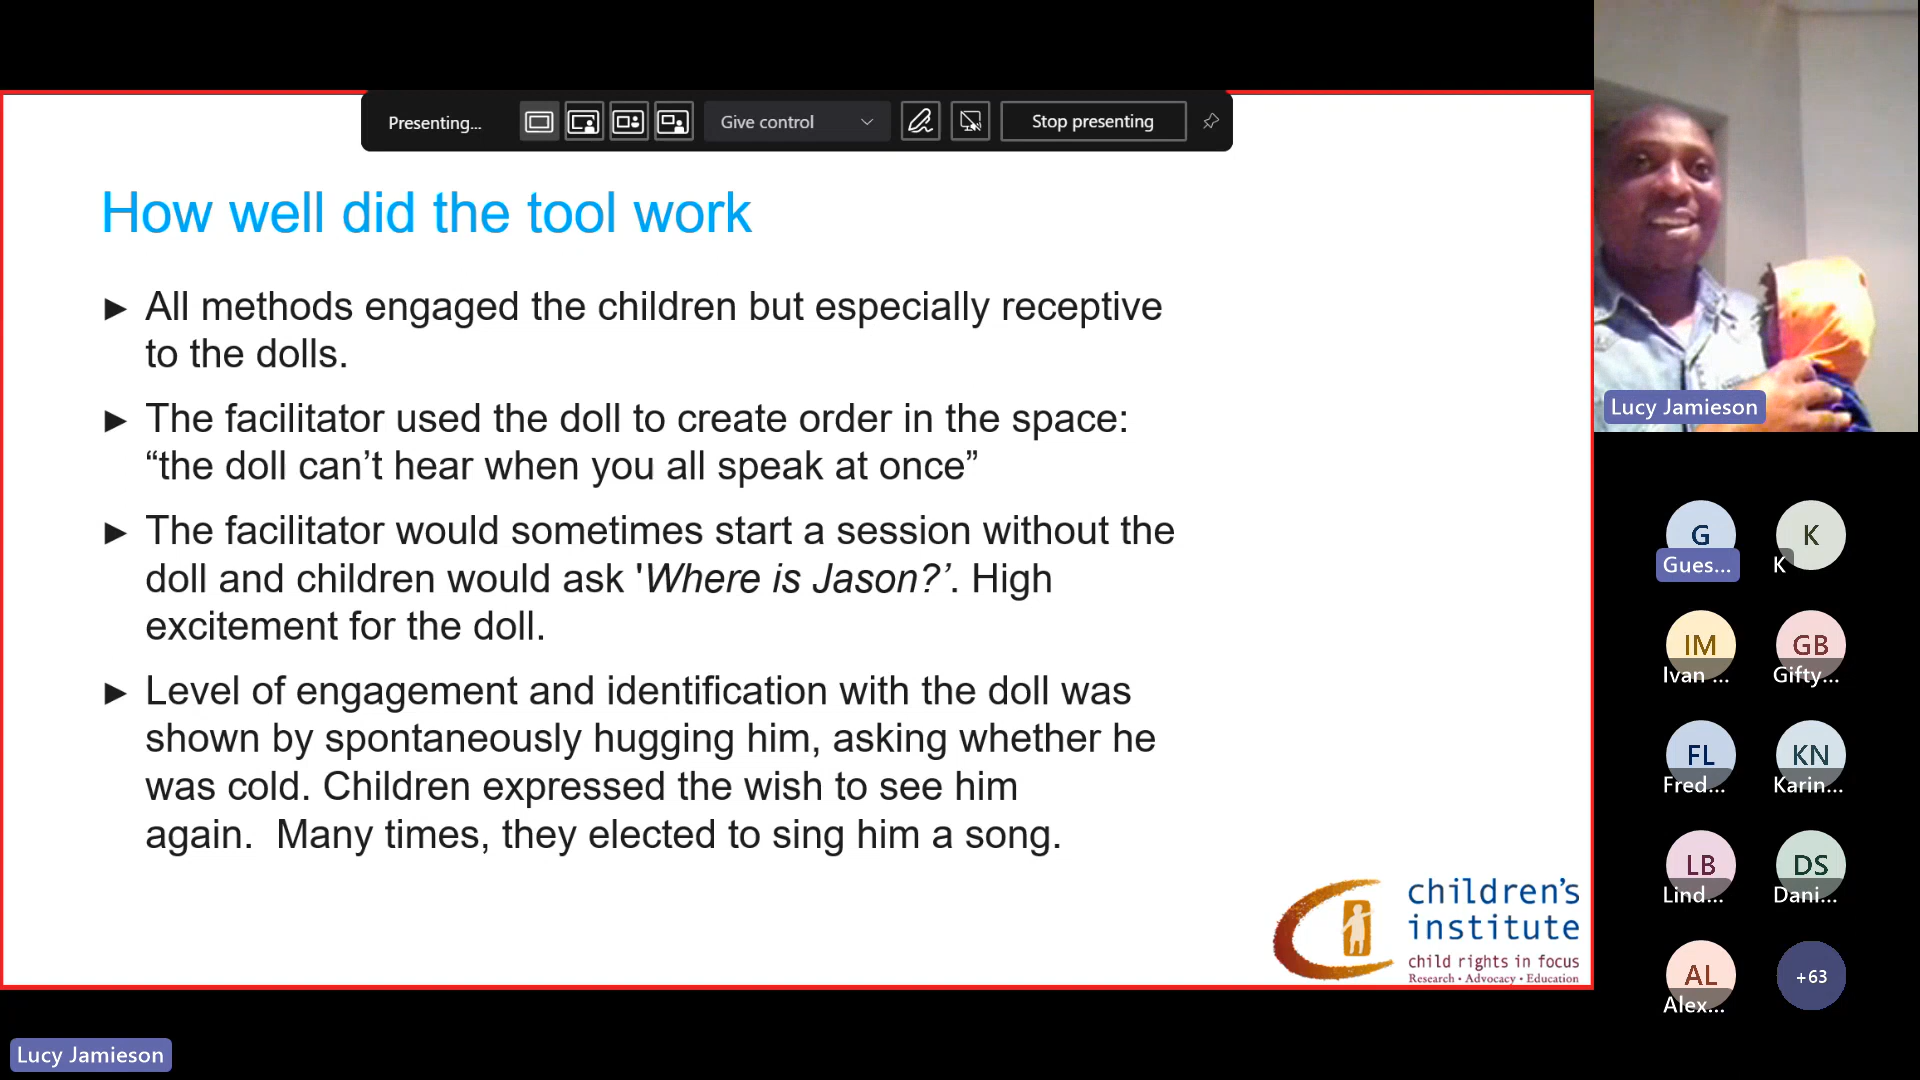 Presenting...
Give control
Stop presenting
How well did the tool work
► All methods engaged the children but especially receptive
to the dolls.
► The facilitator used the doll to create order in the space:
“the doll can’t hear when you all speak at once”
► The facilitator would sometimes start a session without the
doll and children would ask 'Where is Jason?’. High
excitement for the doll.
► Level of engagement and identification with the doll was
shown by spontaneously hugging him, asking whether he
was cold. Children expressed the wish to see him
again.  Many times, they elected to sing him a song.
children’s
institute
child rights in focus
Research • Advocacy • Education
Lucy Jamieson
Lucy Jamieson
G
Gues...
K
K
IM
Ivan ...
GB
Gifty...
FL
Fred...
KN
Karin...
LB
Lind...
DS
Dani...
AL
Alex...
+63